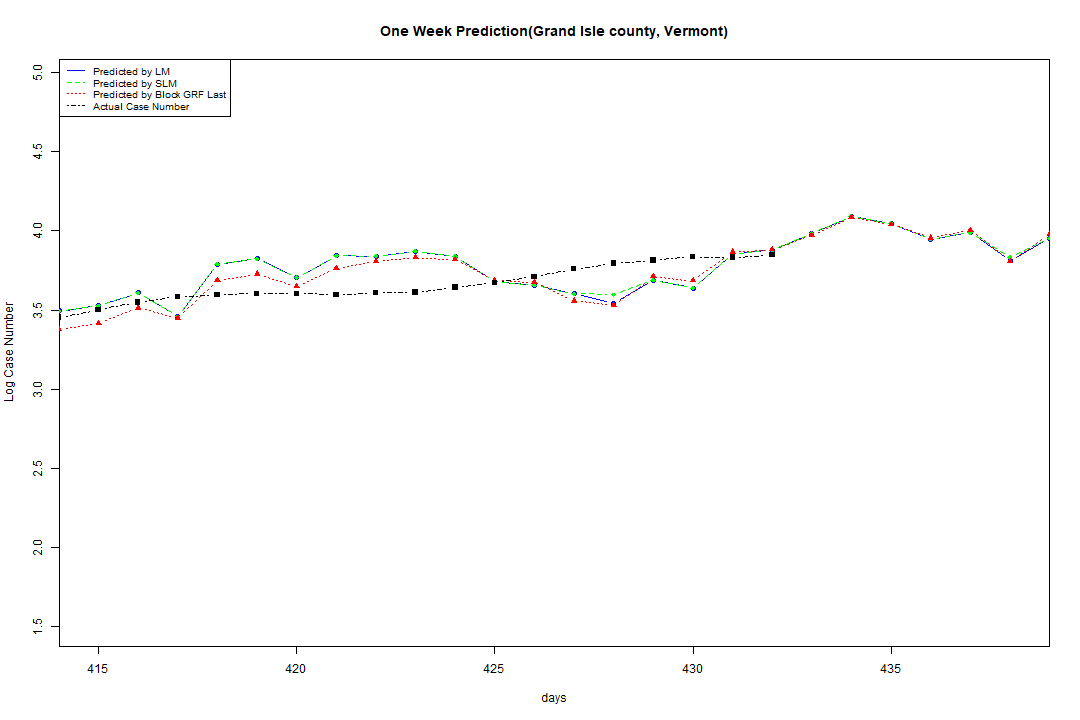 One Week Prediction(Grand Isle county, Vermont)
Predicted by LM
Predicted by SLM
Predicted by Block GRF Last
Actual Case Number
5.0
4.5
4.0
3.5
3.0
2.5
2.0
1.5
Log Case Number
415 420 425 430 435
days